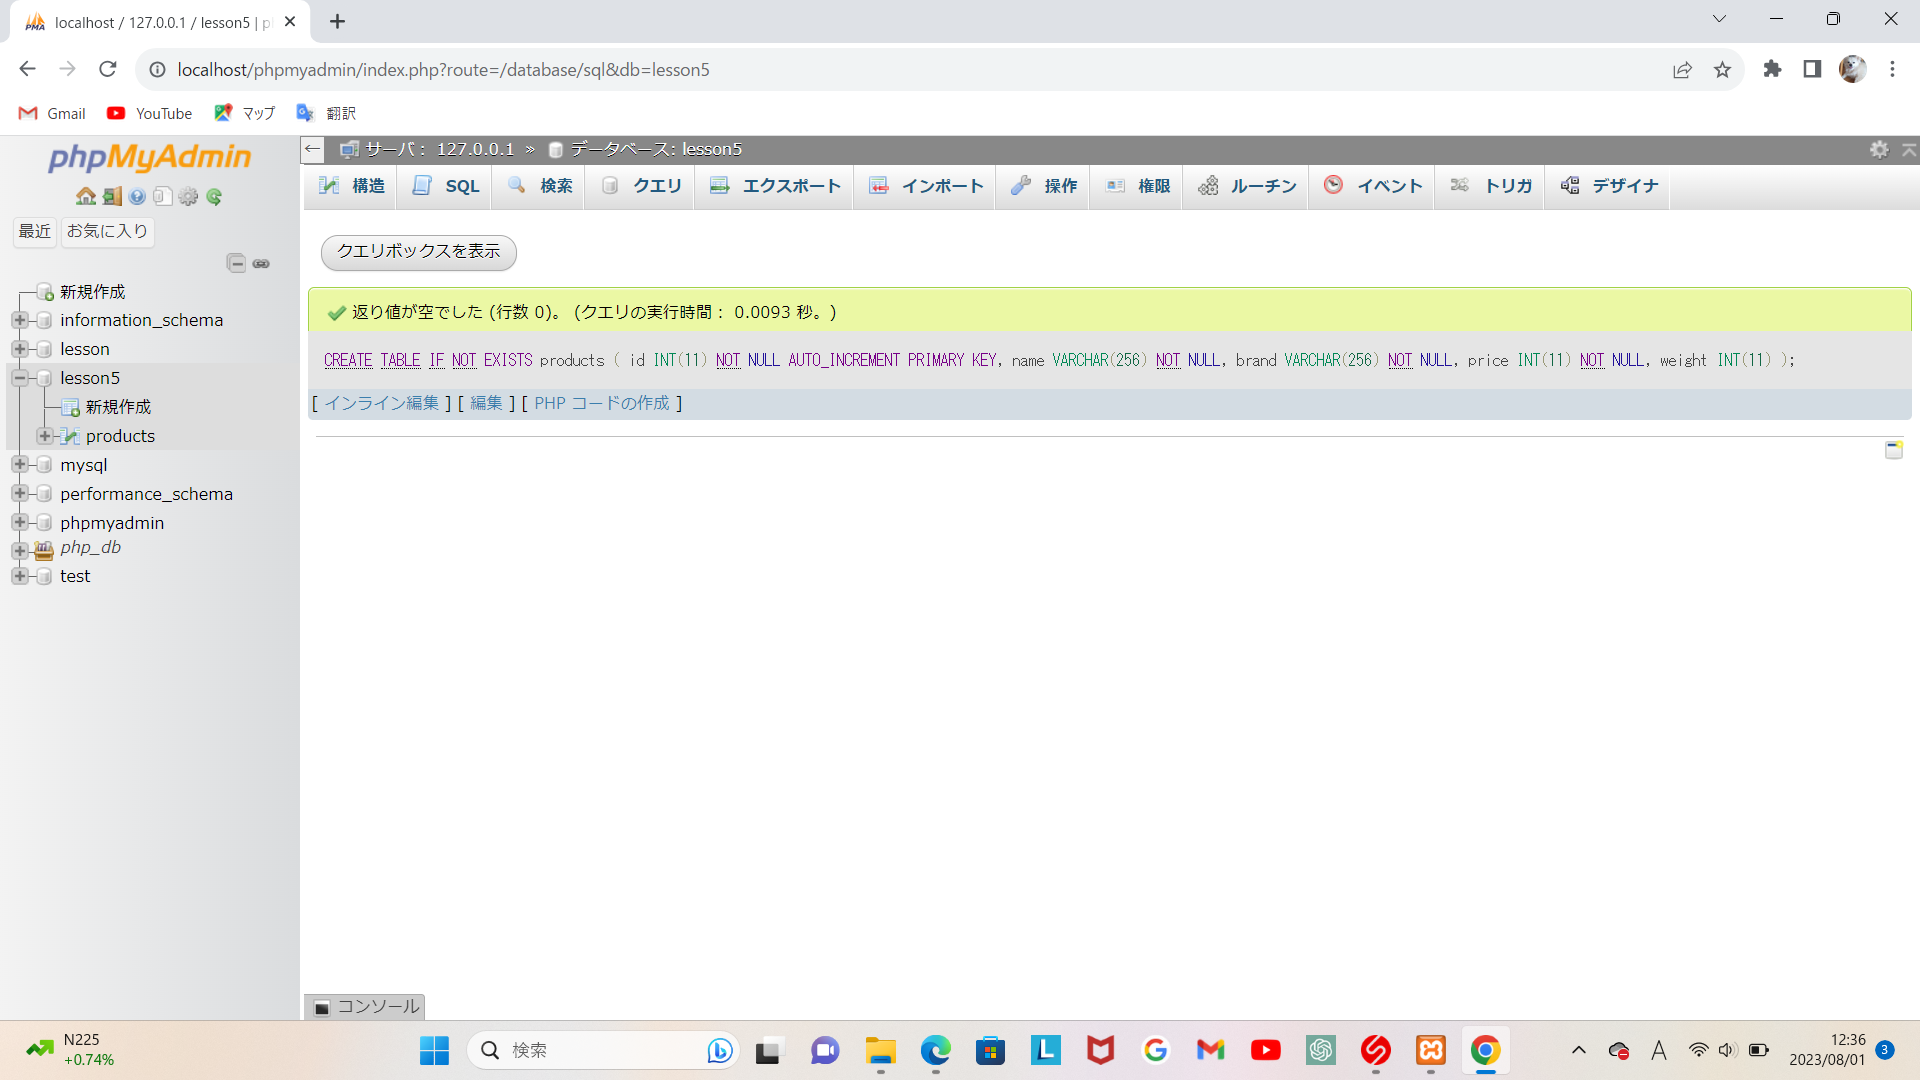 localhost / 127.0.0.1 / lesson5 | p
localhost/phpmyadmin/index.php?route=/database/sql&db=lesson5
Gmail YouTube マップ 翻訳
phpMyAdmin
最近 お気に入り
新規作成
information_schema
lesson
lesson5
新規作成
products
mysql
performance_schema
phpmyadmin
php_db
test
サーバ: 127.0.0.1 » データベース: lesson5
構造 SQL 検索 クエリ エクスポート インポート 操作 権限 ルーチン イベント トリガ デザイナ
クエリボックスを表示
返り値が空でした (行数 0)。 (クエリの実行時間: 0.0093 秒。)
CREATE TABLE IF NOT EXISTS products ( id INT(11) NOT NULL AUTO_INCREMENT PRIMARY KEY, name VARCHAR(256) NOT NULL, brand VARCHAR(256) NOT NULL, price INT(11) NOT NULL, weight INT(11) );
[ インライン編集 ] [ 編集 ] [ PHP コードの作成 ]
コンソール
N225
+0.74%
検索
A
12:36
2023/08/01
3